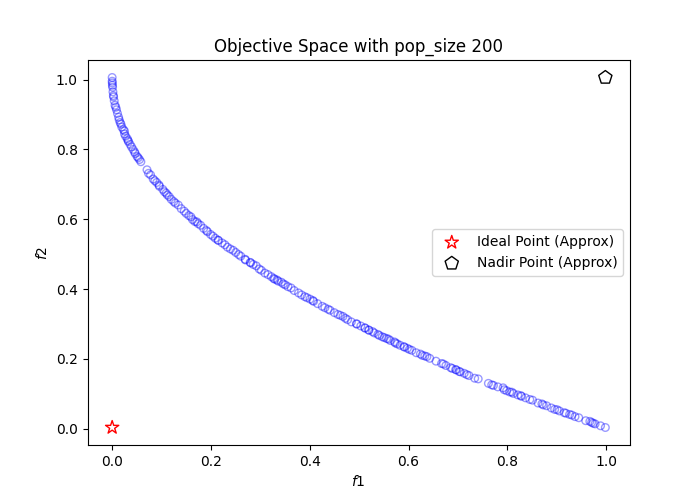 Objective Space with pop_size 200
1.0
0.8
0.6
0.4
0.2
0.0
f2
Ideal Point (Approx)
Nadir Point (Approx)
0.0 0.2 0.4 0.6 0.8 1.0
f1